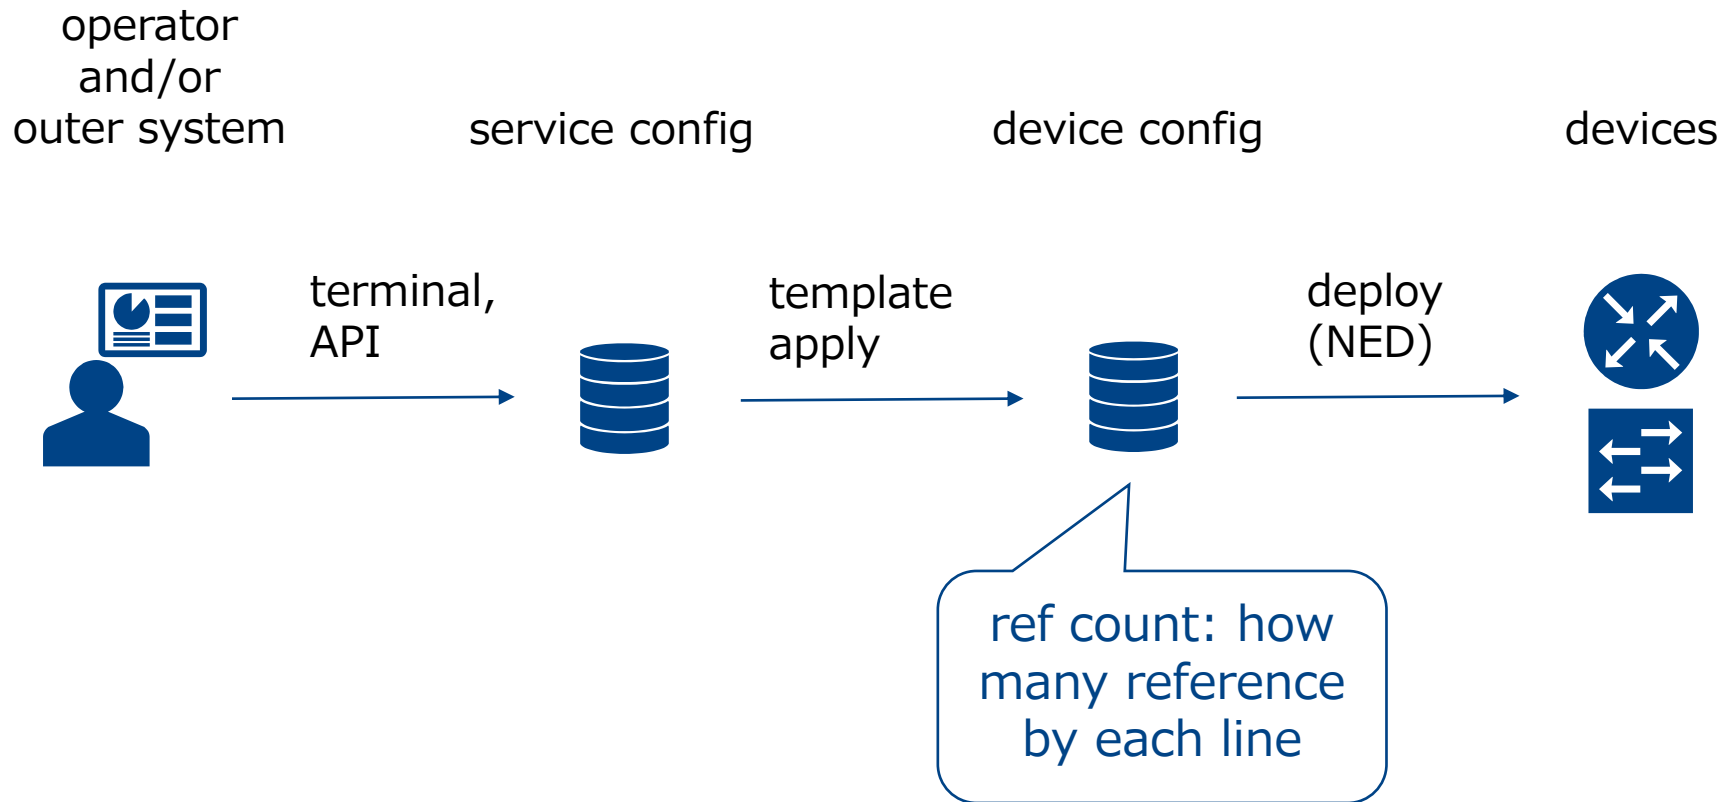 operator
and/or
outer system
service config
device config
devices
terminal,
API
template
apply
deploy
(NED)
ref count: how
many reference
by each line